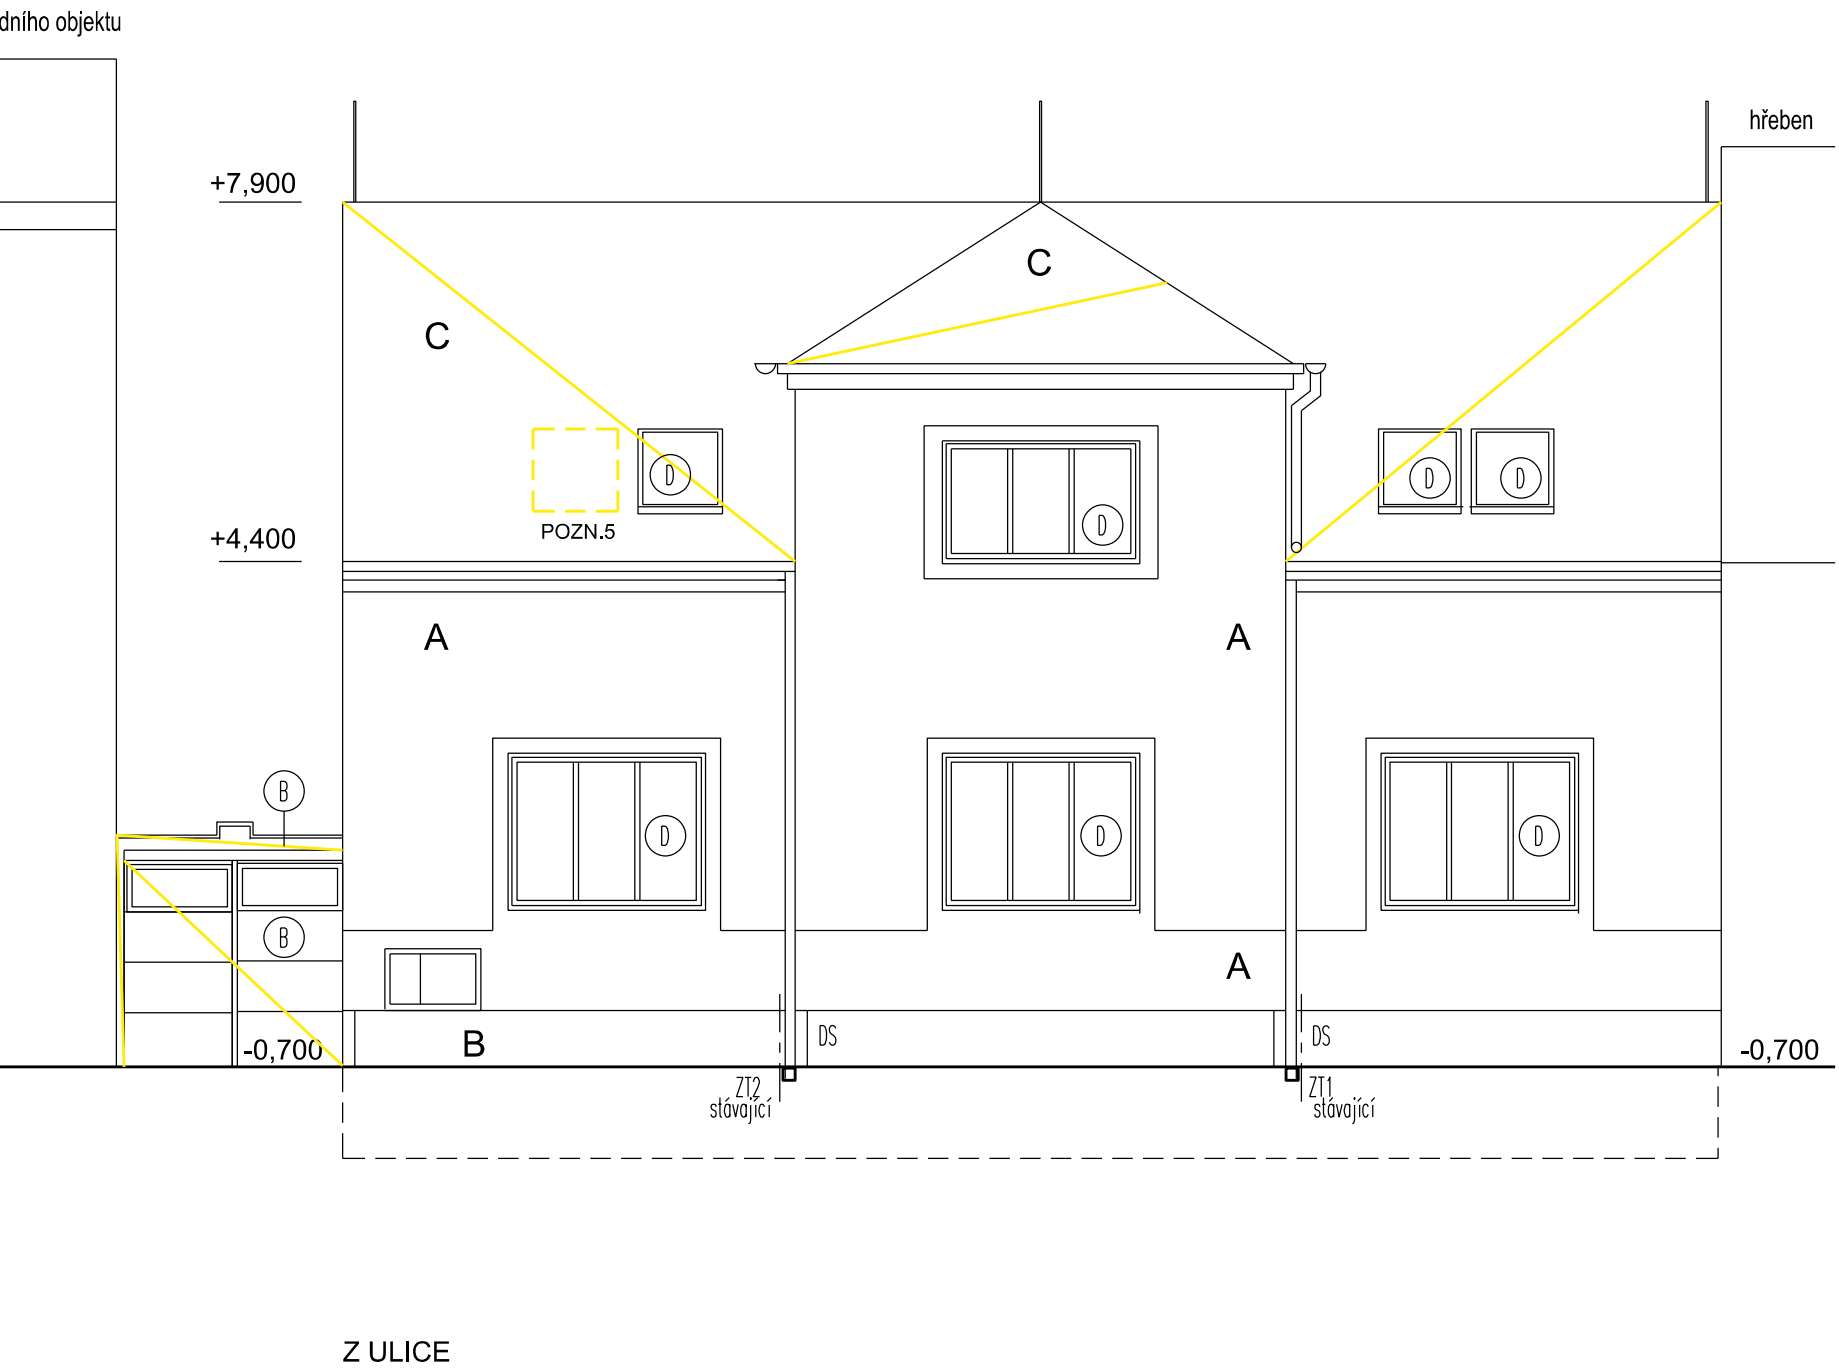 dního objektu
hřeben
+7,900
C
C
D
D
D
D
POZN.5
+4,400
A
A
B
D
D
D
B
A
-0,700
B
DS
DS
-0,700
ZT2
stávající
ZT1
stávající
Z ULICE